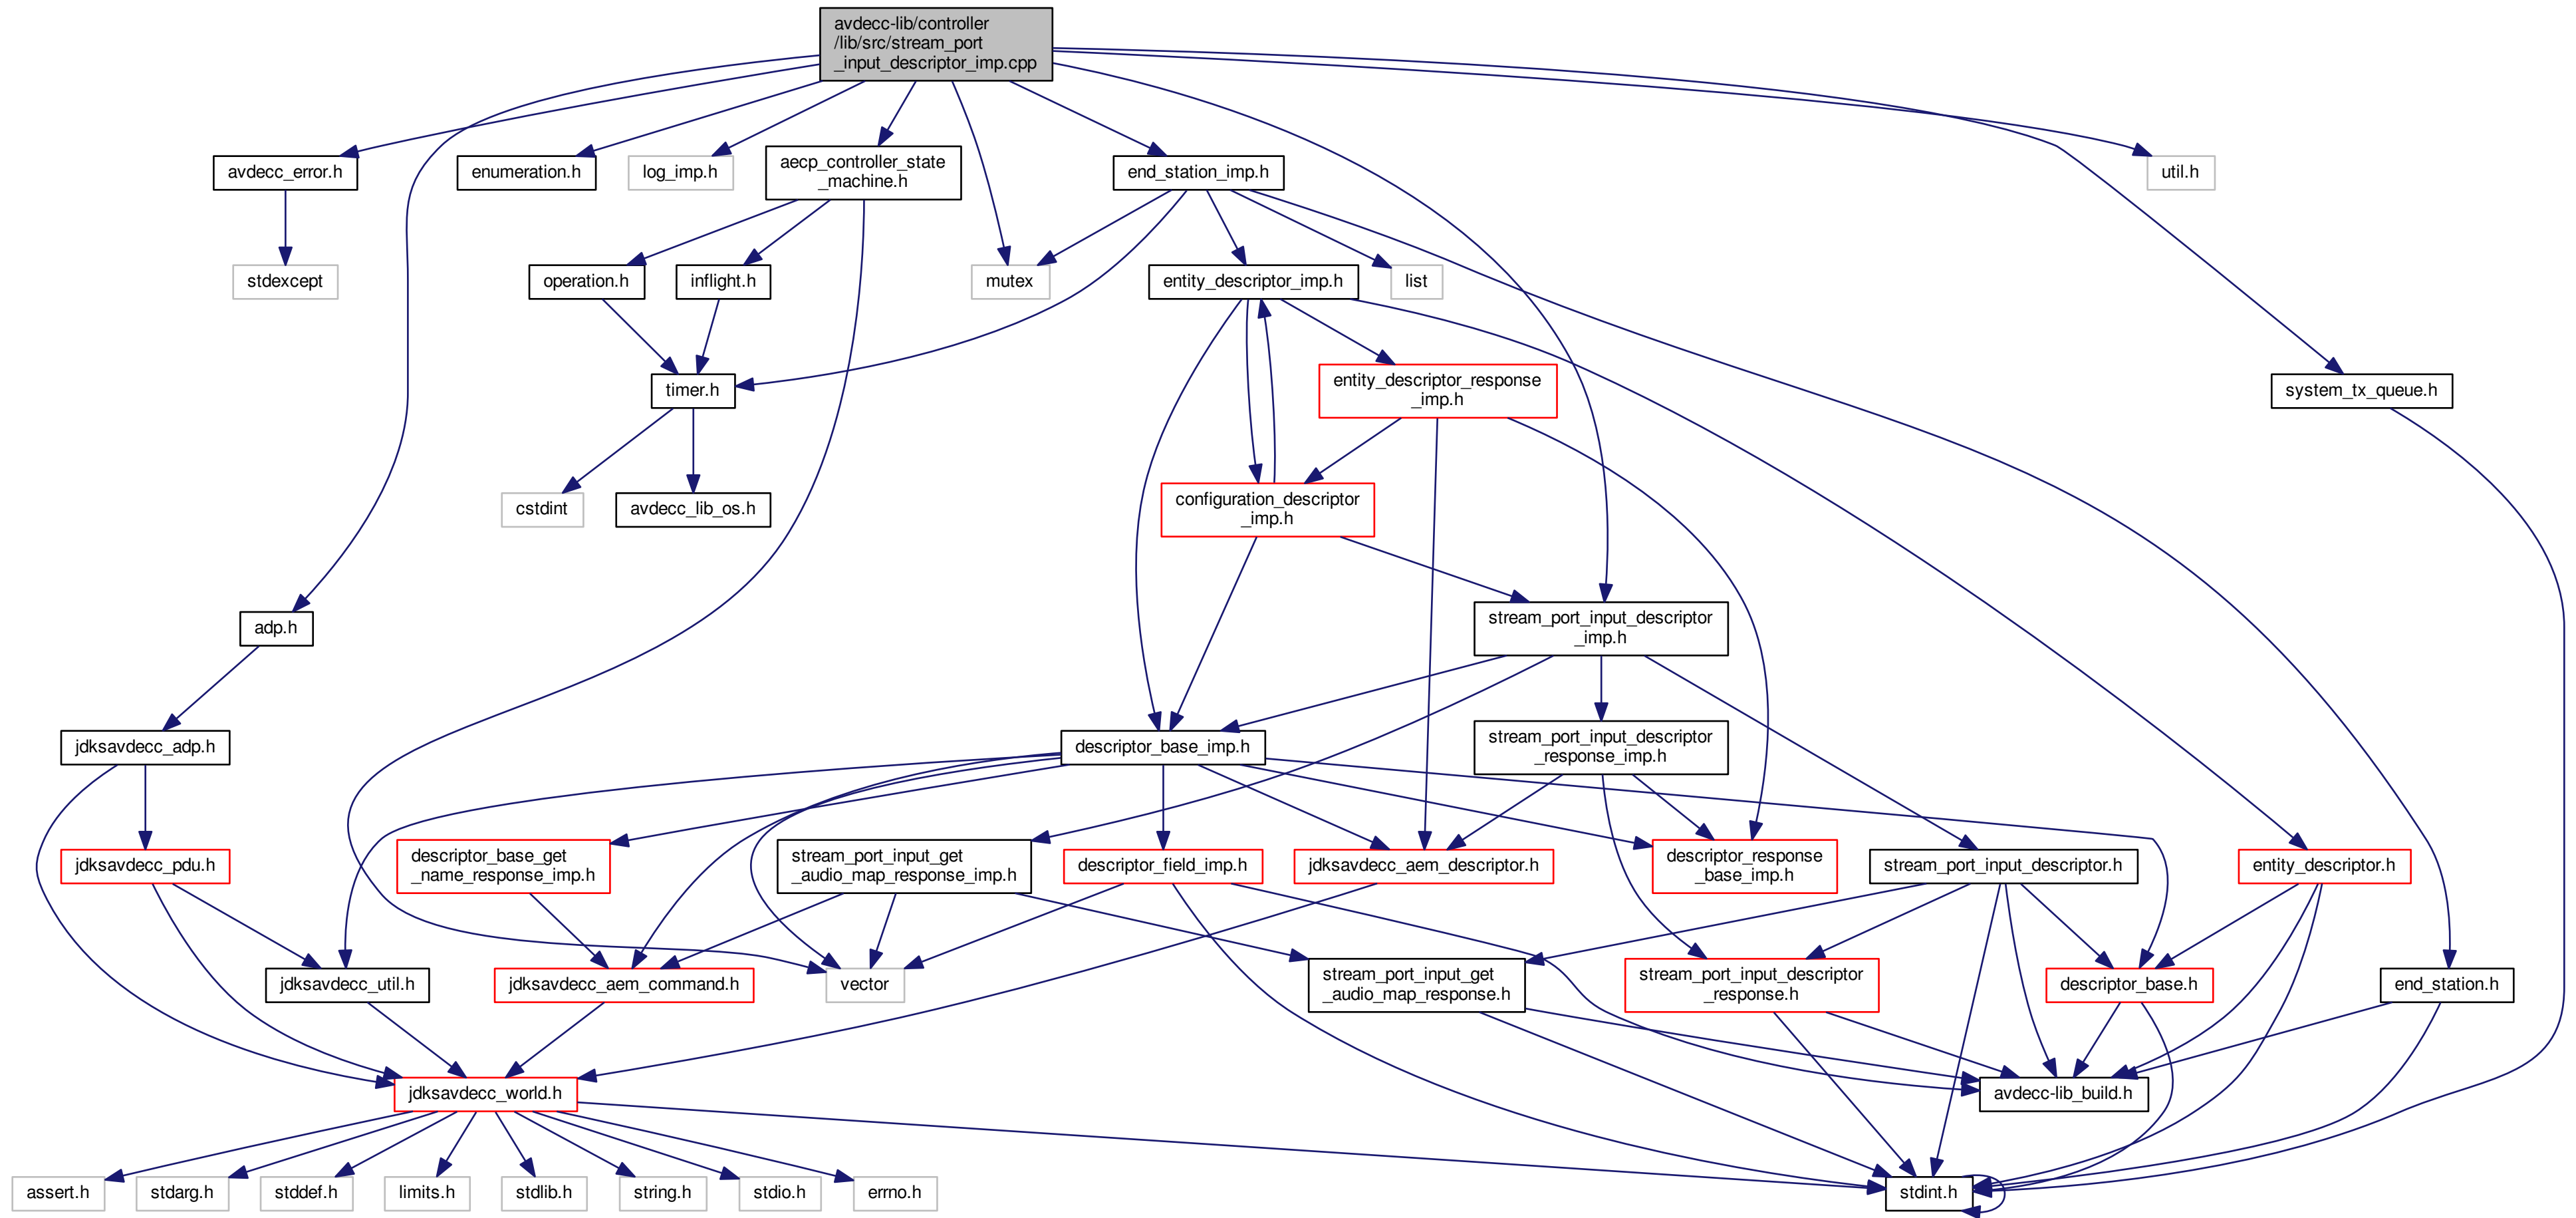 avdecc-lib/controller
/lib/src/stream_port
_input_descriptor_imp.cpp
avdecc_error.h
enumeration.h
log_imp.h
aecp_controller_state
_machine.h
end_station_imp.h
util.h
stdexcept
operation.h
inflight.h
mutex
entity_descriptor_imp.h
list
timer.h
entity_descriptor_response
_imp.h
system_tx_queue.h
cstdint
avdecc_lib_os.h
configuration_descriptor
_imp.h
adp.h
stream_port_input_descriptor
_imp.h
jdksavdecc_adp.h
descriptor_base_imp.h
stream_port_input_descriptor
_response_imp.h
jdksavdecc_pdu.h
descriptor_base_get
_name_response_imp.h
stream_port_input_get
_audio_map_response_imp.h
descriptor_field_imp.h
jdksavdecc_aem_descriptor.h
descriptor_response
_base_imp.h
stream_port_input_descriptor.h
entity_descriptor.h
jdksavdecc_util.h
jdksavdecc_aem_command.h
vector
stream_port_input_get
_audio_map_response.h
stream_port_input_descriptor
_response.h
descriptor_base.h
end_station.h
jdksavdecc_world.h
avdecc-lib_build.h
assert.h
stdarg.h
stddef.h
limits.h
stdlib.h
string.h
stdio.h
errno.h
stdint.h